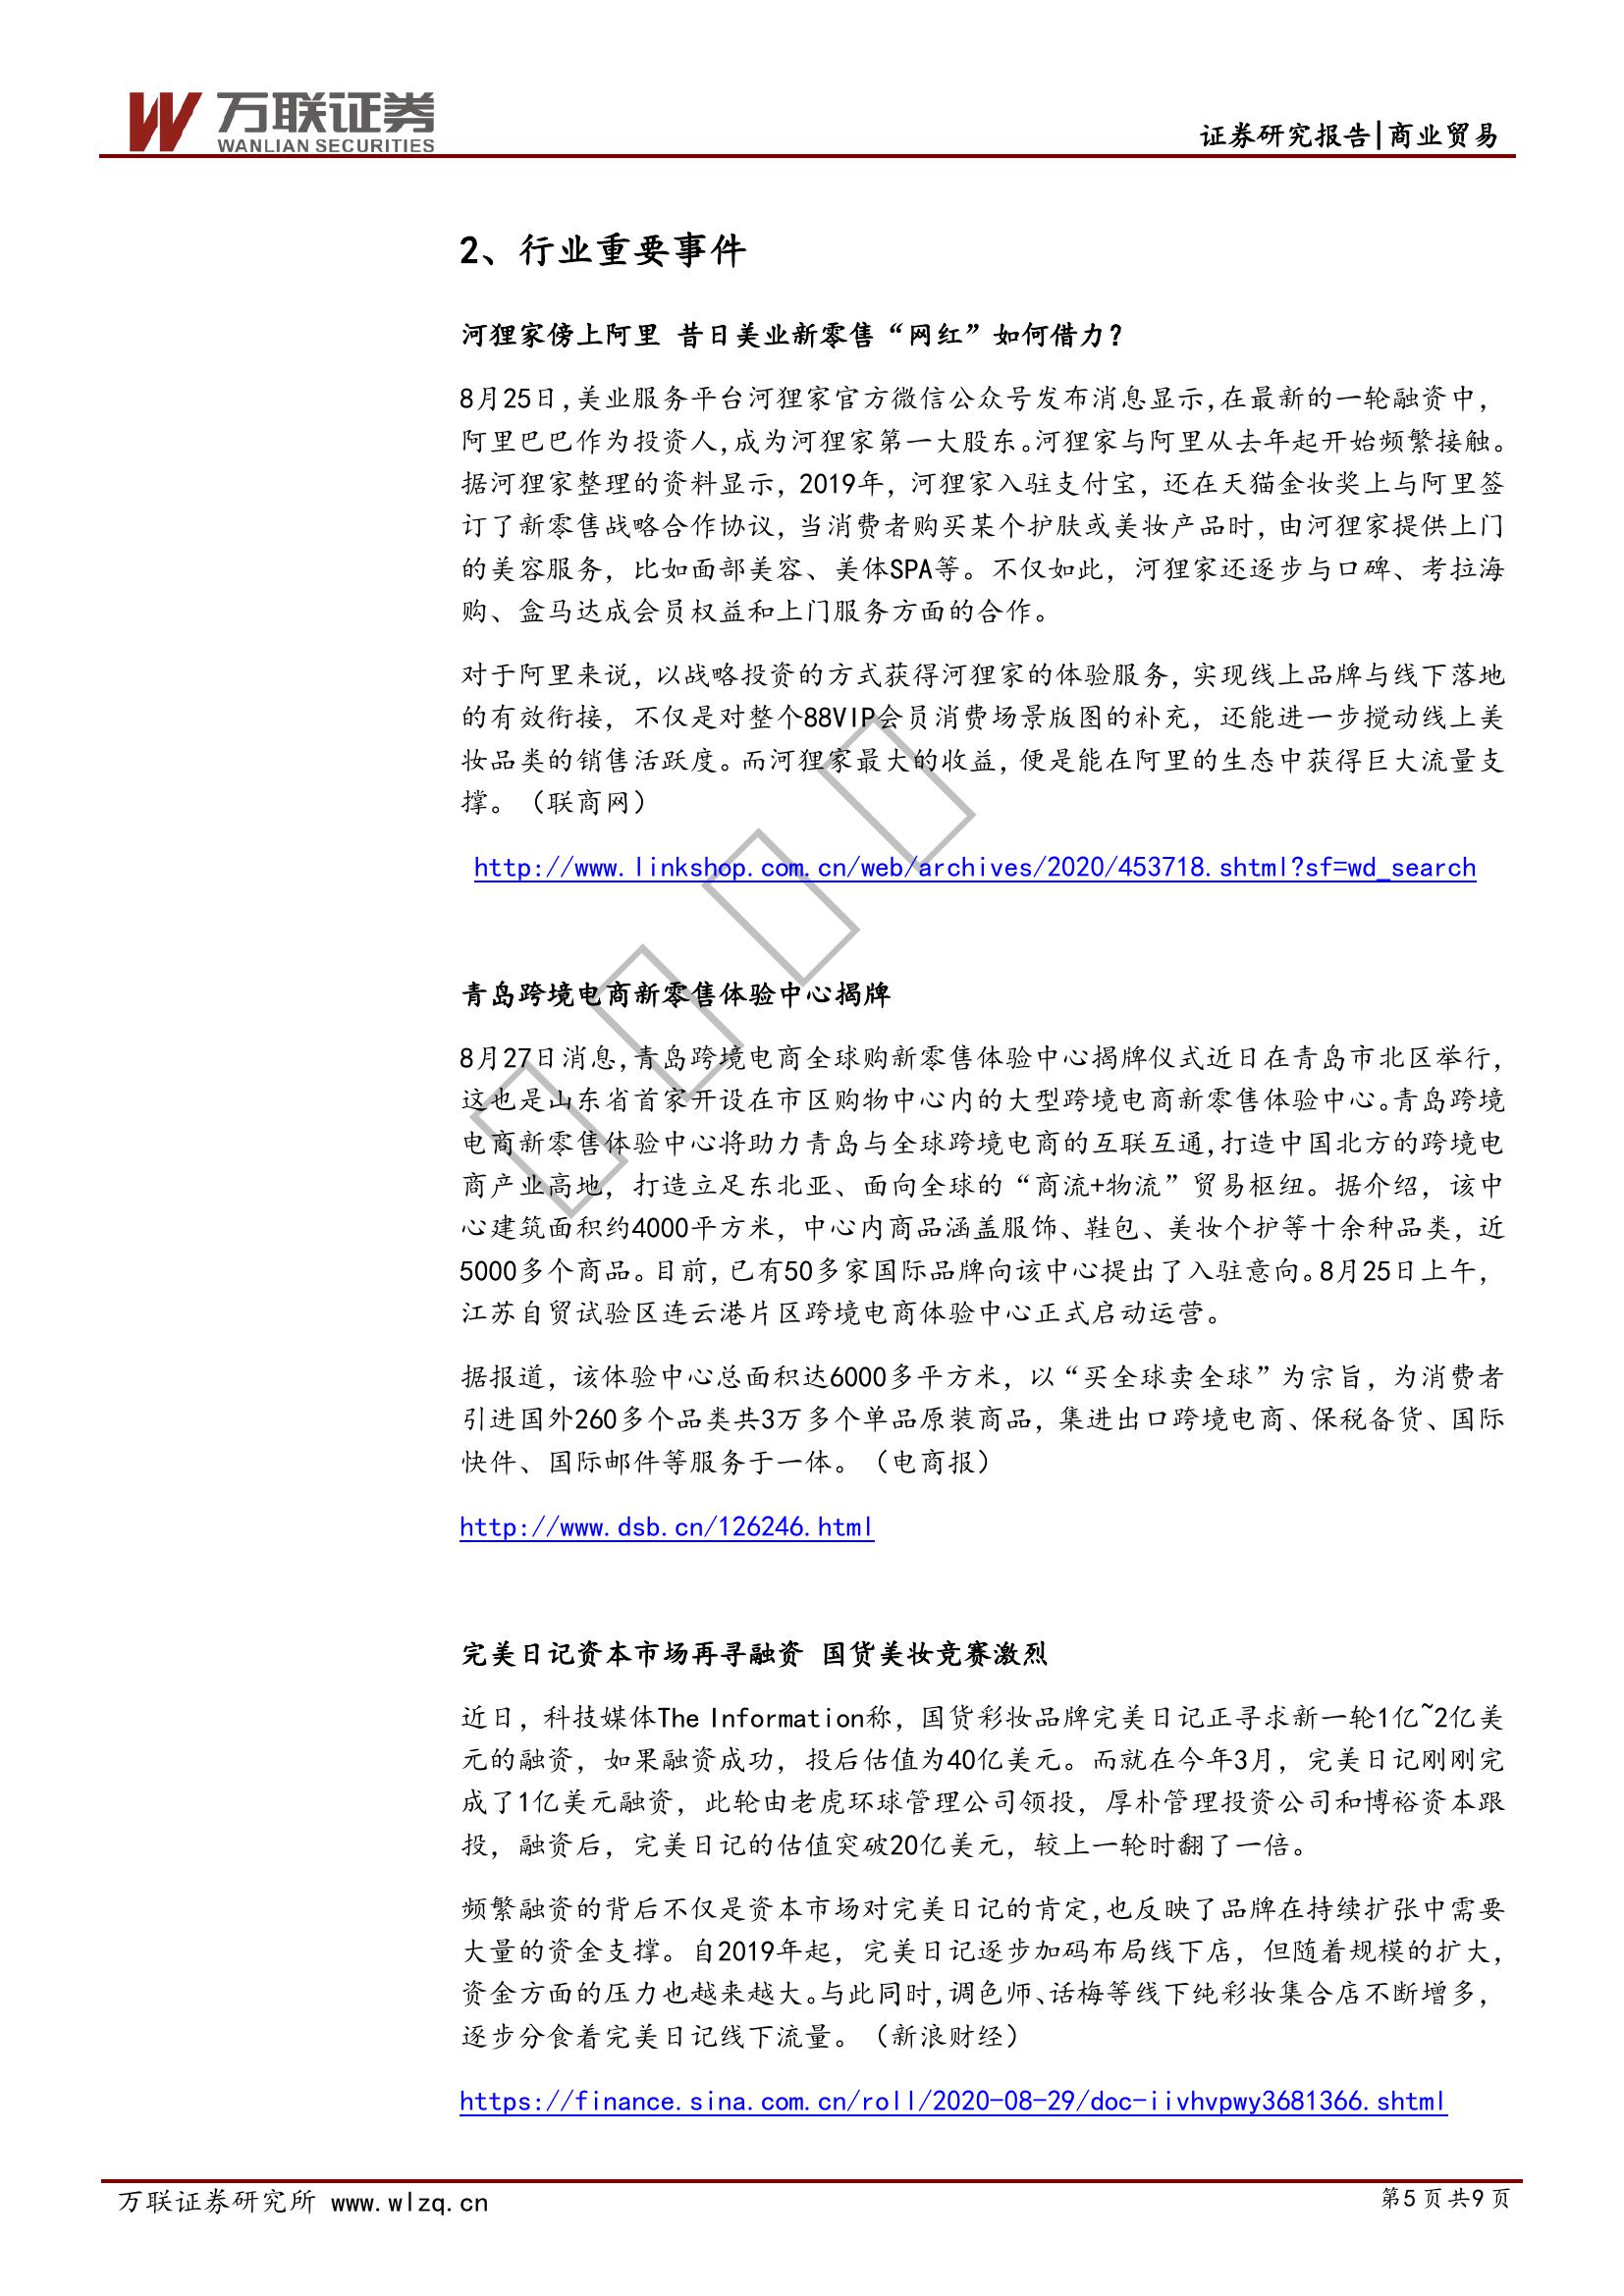 万联证券
WANLIAN SECURITIES
证券研究报告|商业贸易
2、行业重要事件
河狸家傍上阿里 昔日美业新零售“网红”如何借力？
8月25日,美业服务平台河狸家官方微信公众号发布消息显示,在最新的一轮融资中，
阿里巴巴作为投资人,成为河狸家第一大股东。河狸家与阿里从去年起开始频繁接触。
据河狸家整理的资料显示，2019年，河狸家入驻支付宝，还在天猫金妆奖上与阿里签
订了新零售战略合作协议，当消费者购买某个护肤或美妆产品时，由河狸家提供上门
的美容服务，比如面部美容、美体SPA等。不仅如此，河狸家还逐步与口碑、考拉海
购、盒马达成会员权益和上门服务方面的合作。
对于阿里来说，以战略投资的方式获得河狸家的体验服务，实现线上品牌与线下落地
的有效衔接，不仅是对整个88VIP会员消费场景版图的补充，还能进一步搅动线上美
妆品类的销售活跃度。而河狸家最大的收益，便是能在阿里的生态中获得巨大流量支
撑。（联商网）
http://www.linkshop.com.cn/web/archives/2020/453718.shtml?sf=wd_search
青岛跨境电商新零售体验中心揭牌
8月27日消息,青岛跨境电商全球购新零售体验中心揭牌仪式近日在青岛市北区举行，
这也是山东省首家开设在市区购物中心内的大型跨境电商新零售体验中心。青岛跨境
电商新零售体验中心将助力青岛与全球跨境电商的互联互通,打造中国北方的跨境电
商产业高地，打造立足东北亚、面向全球的“商流+物流”贸易枢纽。据介绍，该中
心建筑面积约4000平方米，中心内商品涵盖服饰、鞋包、美妆个护等十余种品类，近
5000多个商品。目前，已有50多家国际品牌向该中心提出了入驻意向。8月25日上午，
江苏自贸试验区连云港片区跨境电商体验中心正式启动运营。
据报道，该体验中心总面积达6000多平方米，以“买全球卖全球”为宗旨，为消费者
引进国外260多个品类共3万多个单品原装商品，集进出口跨境电商、保税备货、国际
快件、国际邮件等服务于一体。（电商报）
http://www.dsb.cn/126246.html
完美日记资本市场再寻融资 国货美妆竞赛激烈
近日，科技媒体The Information称，国货彩妆品牌完美日记正寻求新一轮1亿~2亿美
元的融资，如果融资成功，投后估值为40亿美元。而就在今年3月，完美日记刚刚完
成了1亿美元融资，此轮由老虎环球管理公司领投，厚朴管理投资公司和博裕资本跟
投，融资后，完美日记的估值突破20亿美元，较上一轮时翻了一倍。
频繁融资的背后不仅是资本市场对完美日记的肯定,也反映了品牌在持续扩张中需要
大量的资金支撑。自2019年起，完美日记逐步加码布局线下店，但随着规模的扩大，
资金方面的压力也越来越大。与此同时,调色师、话梅等线下纯彩妆集合店不断增多，
逐步分食着完美日记线下流量。（新浪财经）
https://finance.sina.com.cn/roll/2020-08-29/doc-iivhvpwy3681366.shtml
万联证券研究所 www.wlzq.cn
第5页共9页